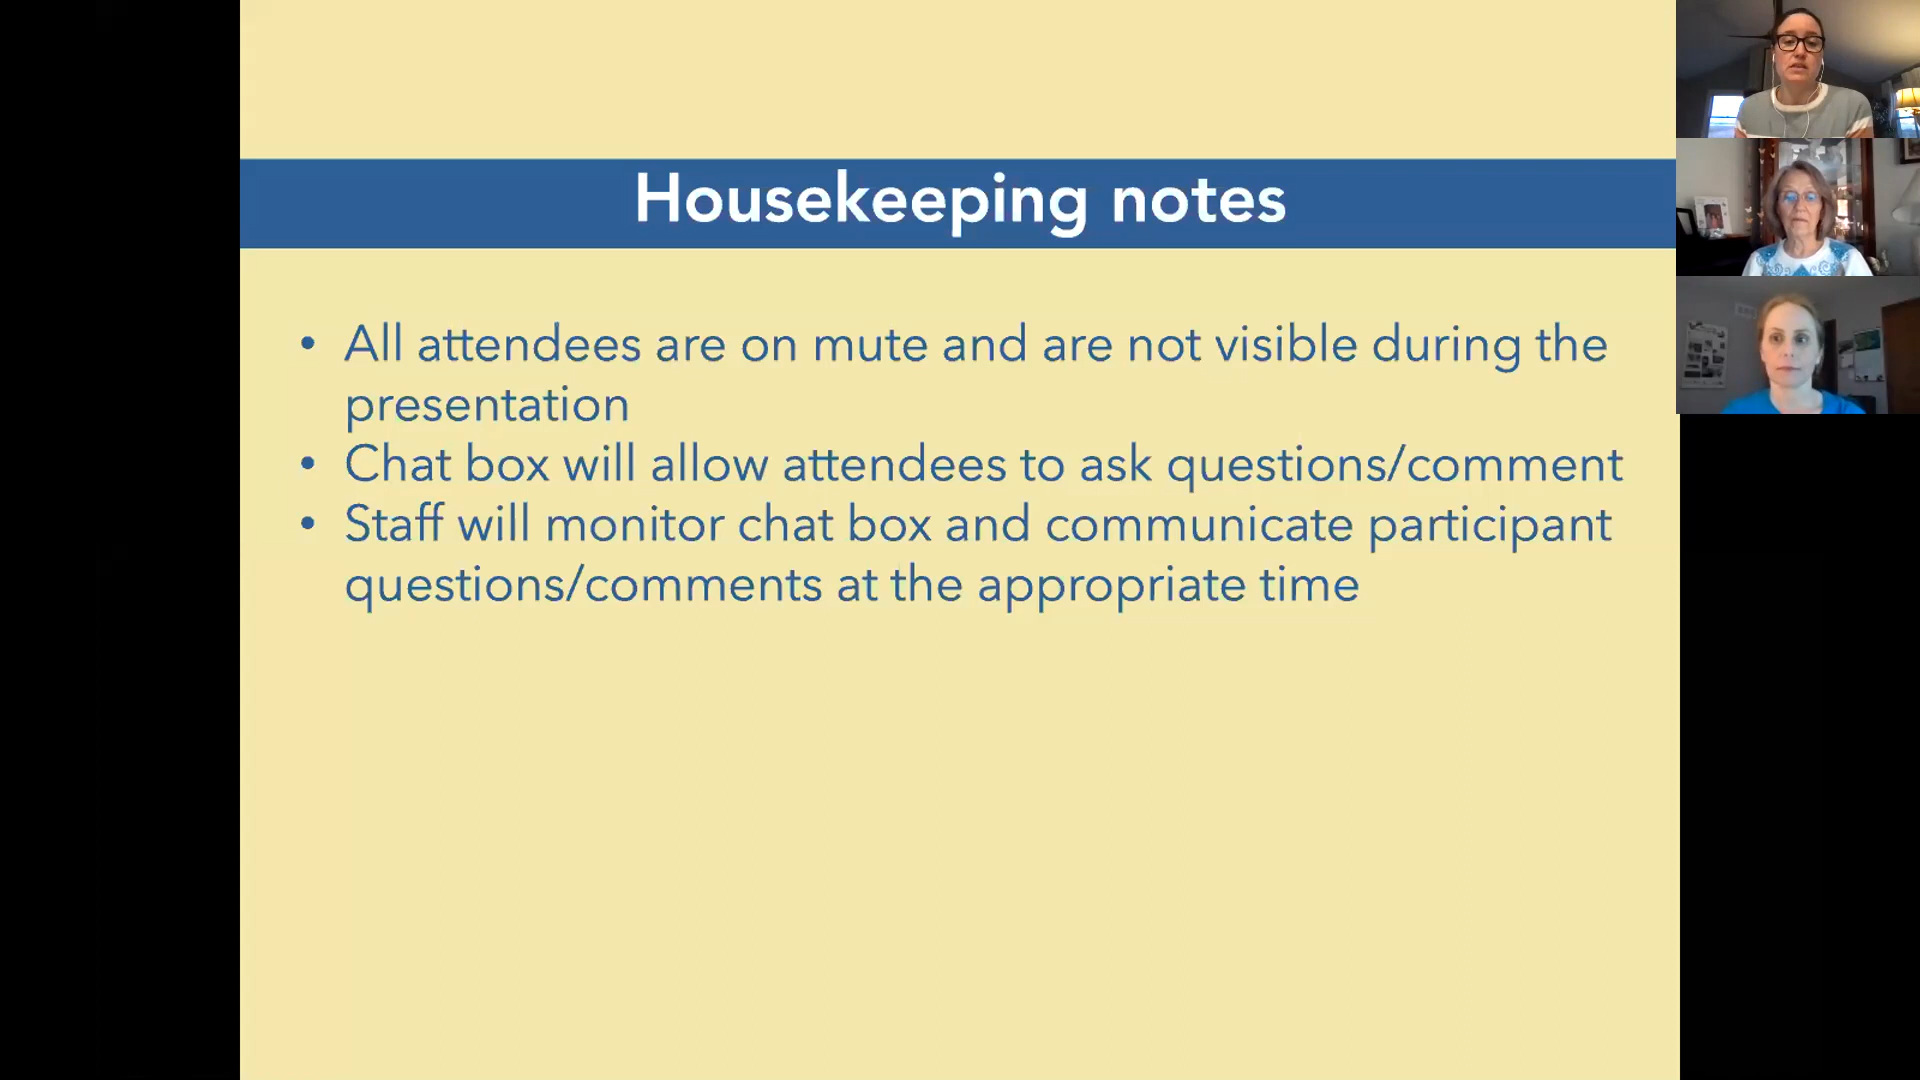 Housekeeping notes
• All attendees are on mute and are not visible during the
presentation
• Chat box will allow attendees to ask questions/comment
• Staff will monitor chat box and communicate participant
questions/comments at the appropriate time